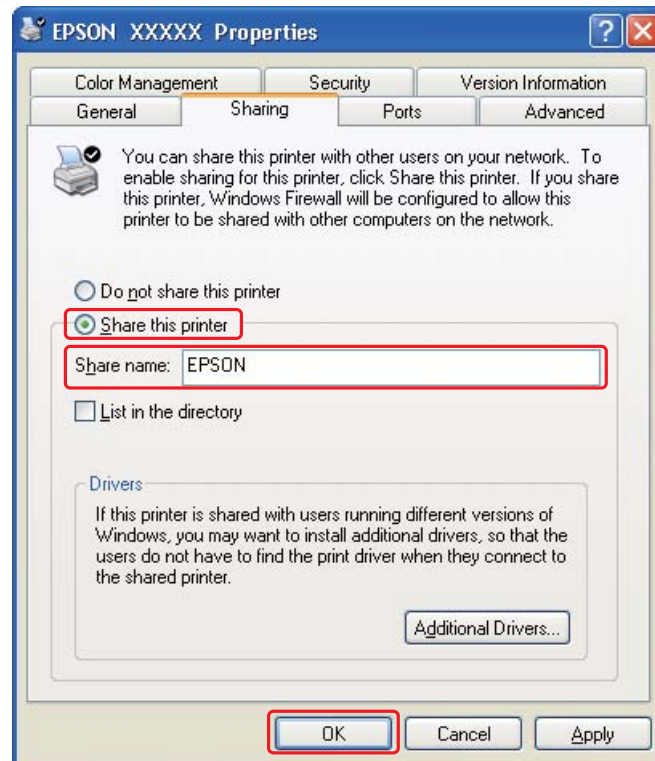 EPSON XXXXX Properties
Color Management Security Version Information
General Sharing Ports Advanced
You can share this printer with other users on your network. To
enable sharing for this printer, click Share this printer. If you share
this printer, Windows Firewall will be configured to allow this
printer to be shared with other computers on the network.
Do not share this printer
Share this printer
Share name: EPSON
List in the directory
Drivers
If this printer is shared with users running different versions of
Windows, you may want to install additional drivers, so that the
users do not have to find the print driver when they connect to
the shared printer.
Additional Drivers...
OK Cancel Apply